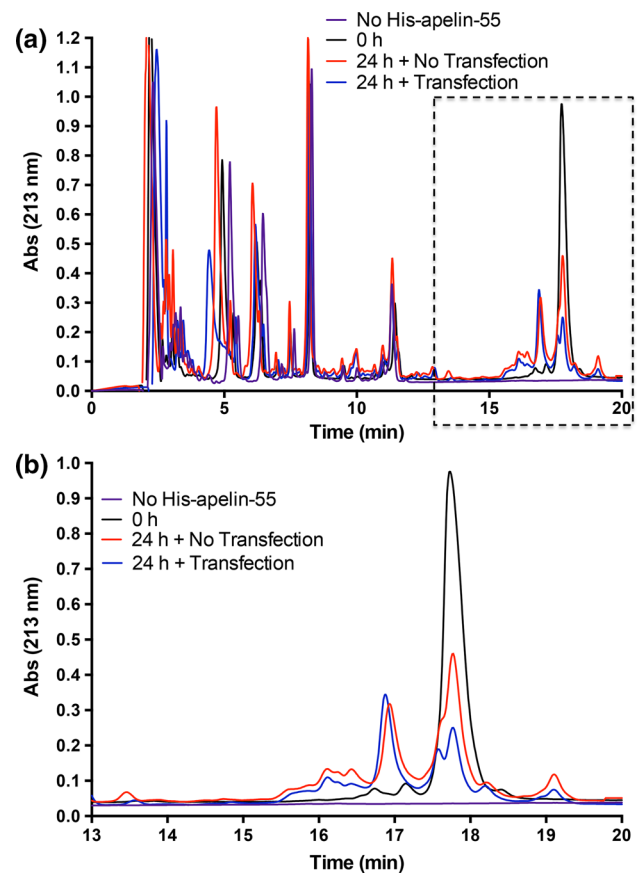 (a)
No His-apelin-55
0 h
24 h + No Transfection
24 h + Transfection
Abs (213 nm)
1.2
1.1
1.0
0.9
0.8
0.7
0.6
0.5
0.4
0.3
0.2
0.1
0.0
0 5 10 15 20
Time (min)
(b)
No His-apelin-55
0 h
24 h + No Transfection
24 h + Transfection
Abs (213 nm)
1.0
0.9
0.8
0.7
0.6
0.5
0.4
0.3
0.2
0.1
0.0
13 14 15 16 17 18 19 20
Time (min)